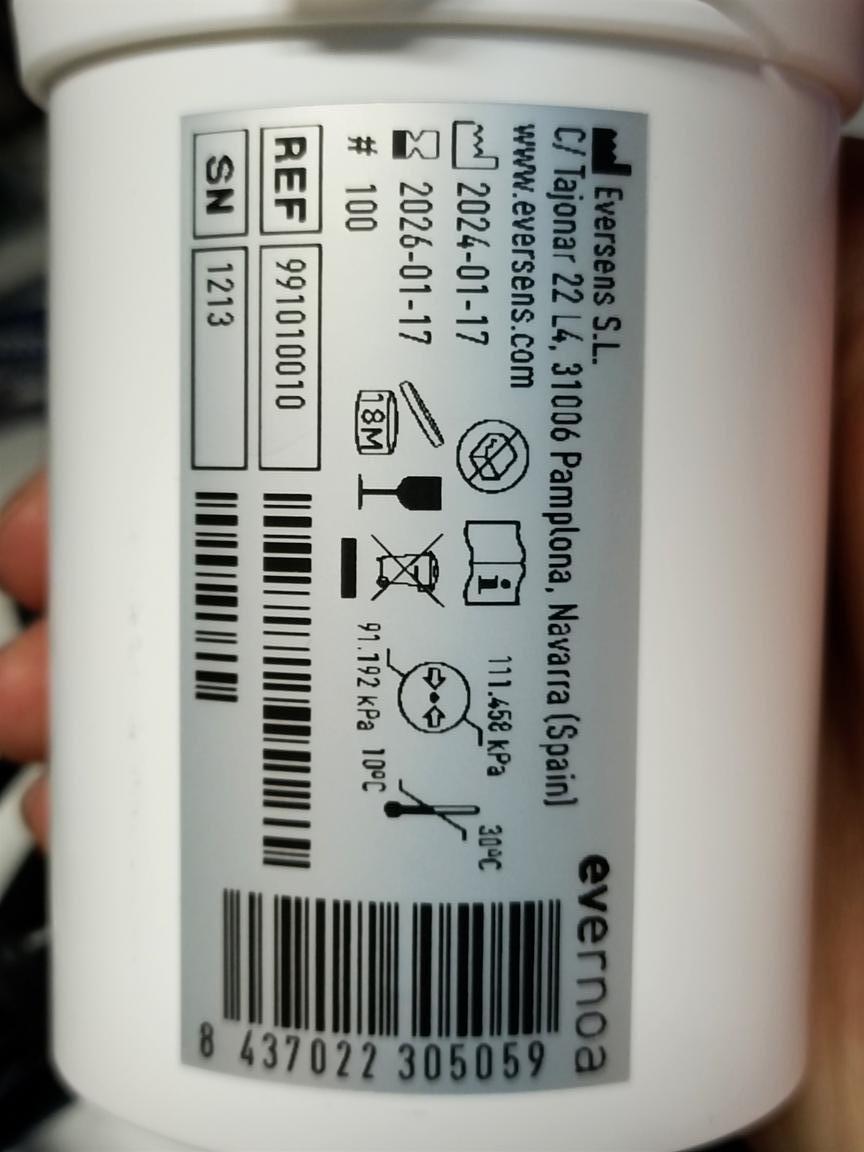 Eversens S.L.
C/ Tajonar 22 L4, 31006 Pamplona, Navarra (Spain)
www.eversens.com
evernoa
2024-01-17
2026-01-17
# 100
18M
i
111.458 kPa
91.192 kPa
30ºC
10ºC
REF 991010010
SN 1213
8 437022 305059